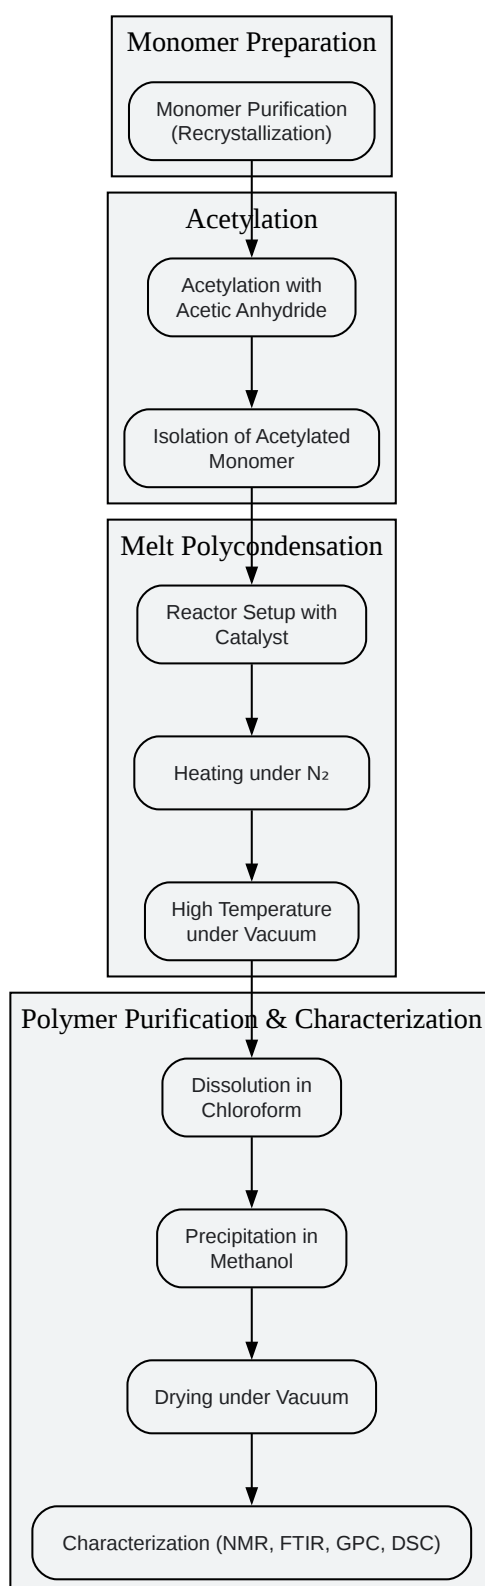 Monomer Preparation
Monomer Purification
(Recrystallization)
Acetylation
Acetylation with
Acetic Anhydride
Isolation of Acetylated
Monomer
Melt Polycondensation
Reactor Setup with
Catalyst
Heating under N₂
High Temperature
under Vacuum
Polymer Purification & Characterization
Dissolution in
Chloroform
Precipitation in
Methanol
Drying under Vacuum
Characterization (NMR, FTIR, GPC, DSC)